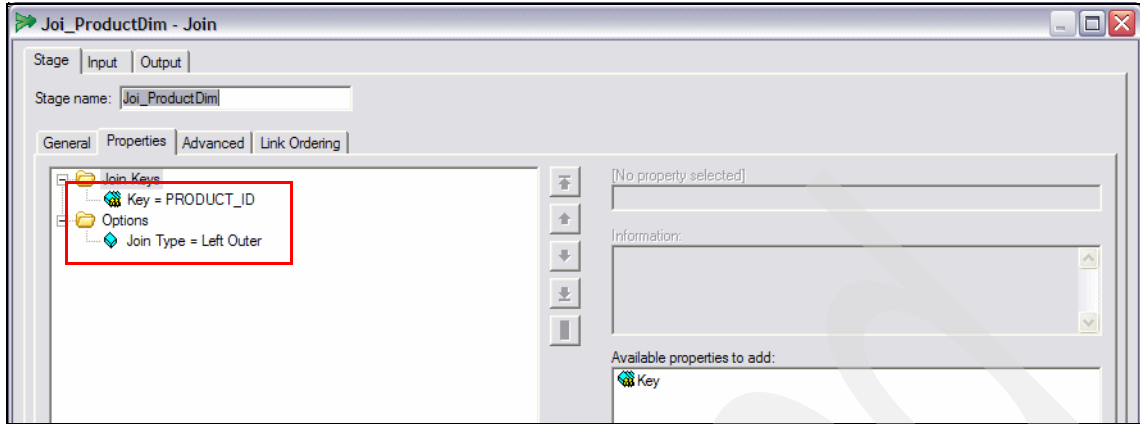 Joi_ProductDim - Join
Stage Input Output
Stage name: Joi_ProductDim
General Properties Advanced Link Ordering
Join Keys
Key = PRODUCT_ID
Options
Join Type = Left Outer
[No property selected]
Information:
Available properties to add:
Key